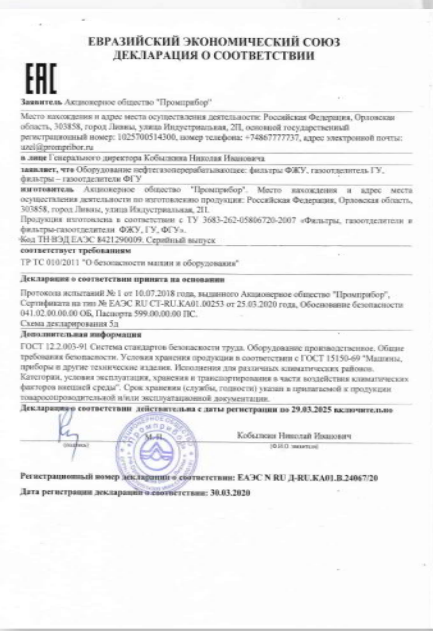 ЕВРАЗИЙСКИЙ ЭКОНОМИЧЕСКИЙ СОЮЗ
ДЕКЛАРАЦИЯ О СООТВЕТСТВИИ
ЕАС
Заявитель Акционерное общество "Промприбор"
Место нахождения и адрес места осуществления деятельности: Российская Федерация, Орловская
область, 303858, город Ливны, улица Индустриальная, 2П, основной государственный
регистрационный номер: 1025700514300, номер телефона: +74867777737, адрес электронной почты:
@prompribor.ru
в лице Генерального директора Кобылкина Николая Ивановича
заявляет, что Оборудование нефтегазоперерабатывающее: фильтры ФЖУ, газоотделители ГУ,
фильтры – газоотделители ФГУ
изготовитель Акционерное общество "Промприбор". Место нахождения и адрес места
осуществления деятельности по изготовлению продукции: Российская Федерация, Орловская область,
303858, город Ливны, улица Индустриальная, 2П.
Продукция изготовлена в соответствии с ТУ 3683-262-05806720-2007 «Фильтры, газоотделители и
фильтры-газоотделители ФЖУ, ГУ, ФГУ».
Код ТН ВЭД ЕАЭС 8421290009. Серийный выпуск
соответствует требованиям
ТР ТС 010/2011 "О безопасности машин и оборудования"
Декларация о соответствии принята на основании
Протокола испытаний № 1 от 10.07.2018 года, выданного Акционерное общество "Промприбор",
Сертификата на тип № ЕАЭС RU СТ-RU.КА01.00253 от 25.03.2020 года, Обоснование безопасности
041.02.00.00.00 ОБ, Паспорта 599.00.00.00 ПС.
Схема декларирования 5д
Дополнительная информация
ГОСТ 12.2.003-91 Система стандартов безопасности труда. Оборудование производственное. Общие
требования безопасности. Условия хранения продукции в соответствии с ГОСТ 15150-69 "Машины,
приборы и другие технические изделия. Исполнения для различных климатических районов.
Категории, условия эксплуатации, хранения и транспортирования в части воздействия климатических
факторов внешней среды". Срок хранения (службы, годности) указан в прилагаемой к продукции
товаросопроводительной и/или эксплуатационной документации.
Декларация о соответствии действительна с даты регистрации по 29.03.2025 включительно
М. П.
Кобылкин Николай Иванович
(подпись)
(Ф.И.О. заявителя)
Промприбор
Регистрационный номер декларации о соответствии: ЕАЭС N RU Д-RU.КА01.В.24067/20
Дата регистрации декларации о соответствии: 30.03.2020